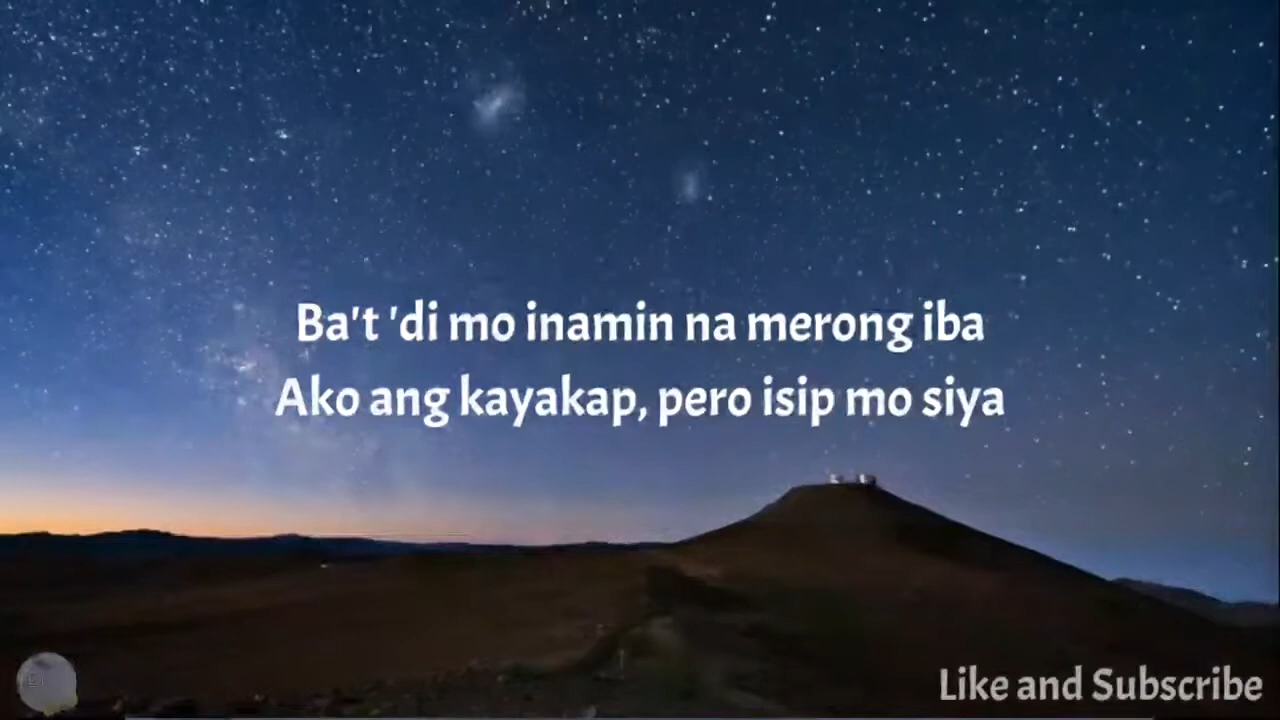 Ba't 'di mo inamin na merong iba
Ako ang kayakap, pero isip mo siya
Like and Subscribe